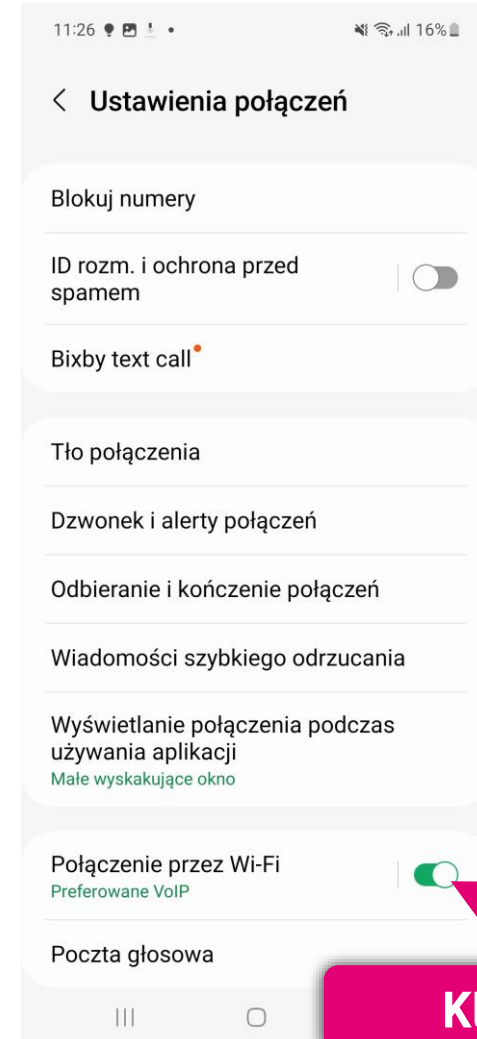 11:26
16%
Ustawienia połączeń
Blokuj numery
ID rozm. i ochrona przed
spamem
Bixby text call
Tło połączenia
Dzwonek i alerty połączeń
Odbieranie i kończenie połączeń
Wiadomości szybkiego odrzucania
Wyświetlanie połączenia podczas
używania aplikacji
Małe wyskakujące okno
Połączenie przez Wi-Fi
Preferowane VoIP
Poczta głosowa